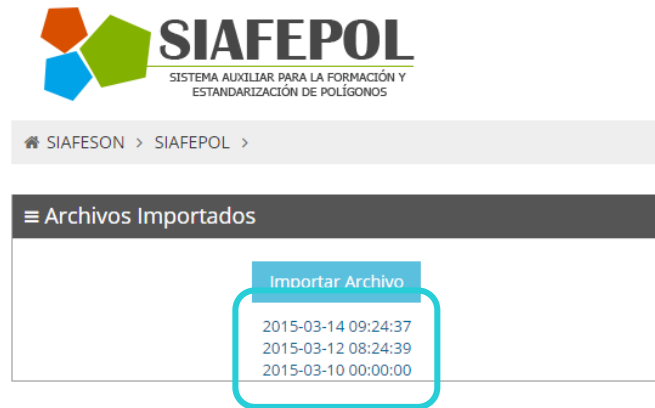 SIAFEPOL
SISTEMA AUXILIAR PARA LA FORMACIÓN Y
ESTANDARIZACIÓN DE POLÍGONOS
SIAFESON > SIAFEPOL >
≡ Archivos Importados
Importar Archivo
2015-03-14 09:24:37
2015-03-12 08:24:39
2015-03-10 00:00:00